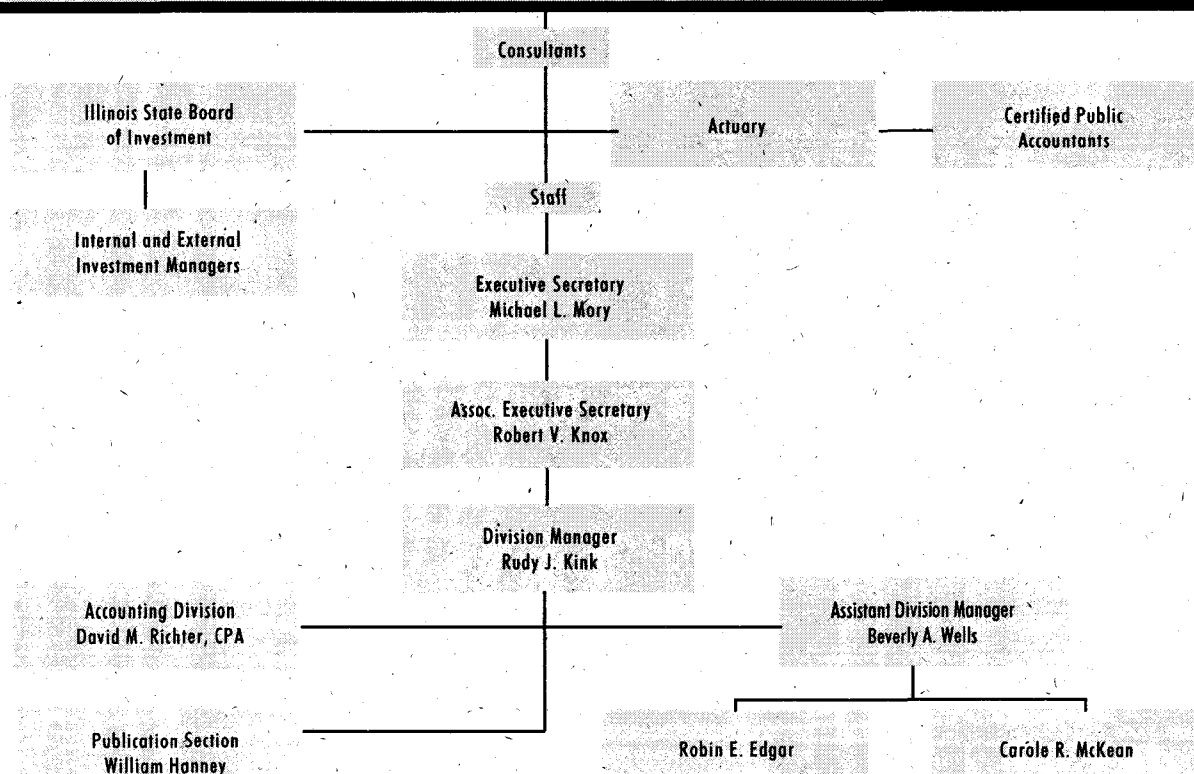 Consultants
Illinois State Board
of Investment
Actuary
Certified Public
Accountants
Staff
Internal and External
Investment Managers
Executive Secretary
Michael L. Mory
Assoc. Executive Secretary
Robert V. Knox
Division Manager
Rudy J. Kink
Accounting Division
David M. Richter, CPA
Assistant Division Manager
Beverly A. Wells
Publication Section
William Hanney
Robin E. Edgar
Carole R. McKean